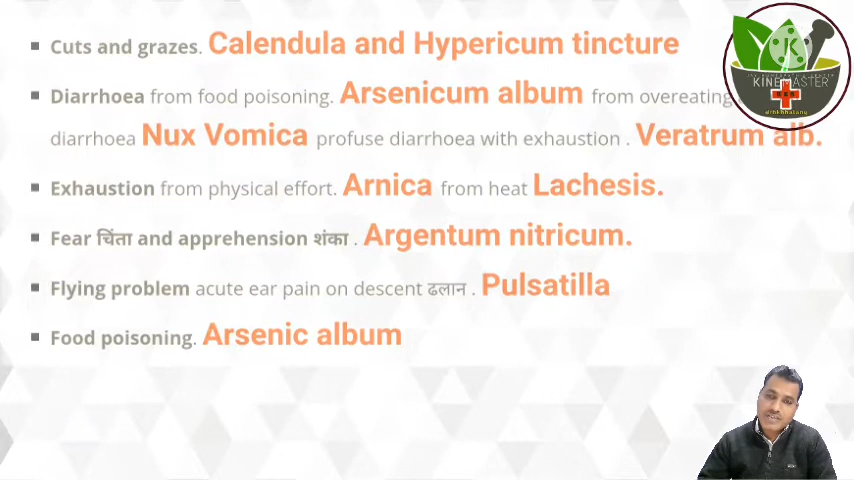 Cuts and grazes. Calendula and Hypericum tincture
Diarrhoea from food poisoning. Arsenicum album from overeating
diarrhoea Nux Vomica profuse diarrhoea with exhaustion . Veratrum alb.
Exhaustion from physical effort. Arnica from heat Lachesis.
Fear चिंता and apprehension शंका . Argentum nitricum.
Flying problem acute ear pain on descent ढलान . Pulsatilla
Food poisoning. Arsenic album
K
KINEMASTER
drhkbhatang